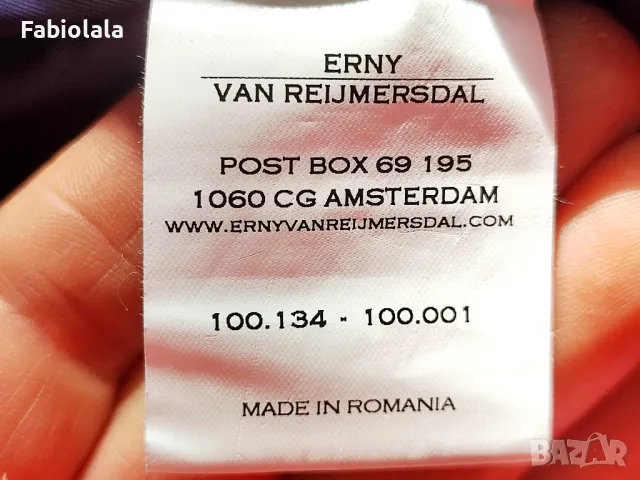 Fabiolala
ERNY
VAN REIJMERSDAL
POST BOX 69 195
1060 CG AMSTERDAM
WWW.ERNYVANREIJMERSDAL.COM
100.134 - 100.001
MADE IN ROMANIA
BAZAR